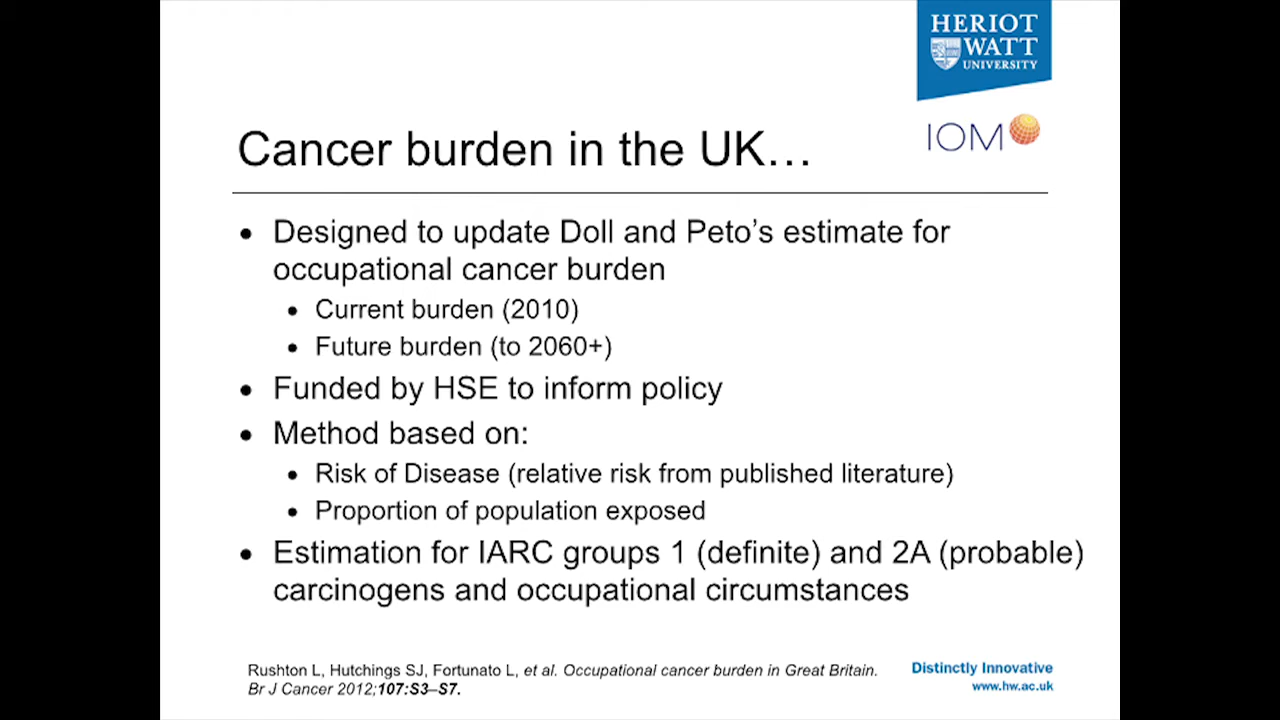 HERIOT
WATT
UNIVERSITY
IOM
Cancer burden in the UK…
• Designed to update Doll and Peto’s estimate for
occupational cancer burden
• Current burden (2010)
• Future burden (to 2060+)
• Funded by HSE to inform policy
• Method based on:
• Risk of Disease (relative risk from published literature)
• Proportion of population exposed
• Estimation for IARC groups 1 (definite) and 2A (probable)
carcinogens and occupational circumstances
Rushton L, Hutchings SJ, Fortunato L, et al. Occupational cancer burden in Great Britain.
Br J Cancer 2012;107:S3–S7.
Distinctly Innovative
www.hw.ac.uk